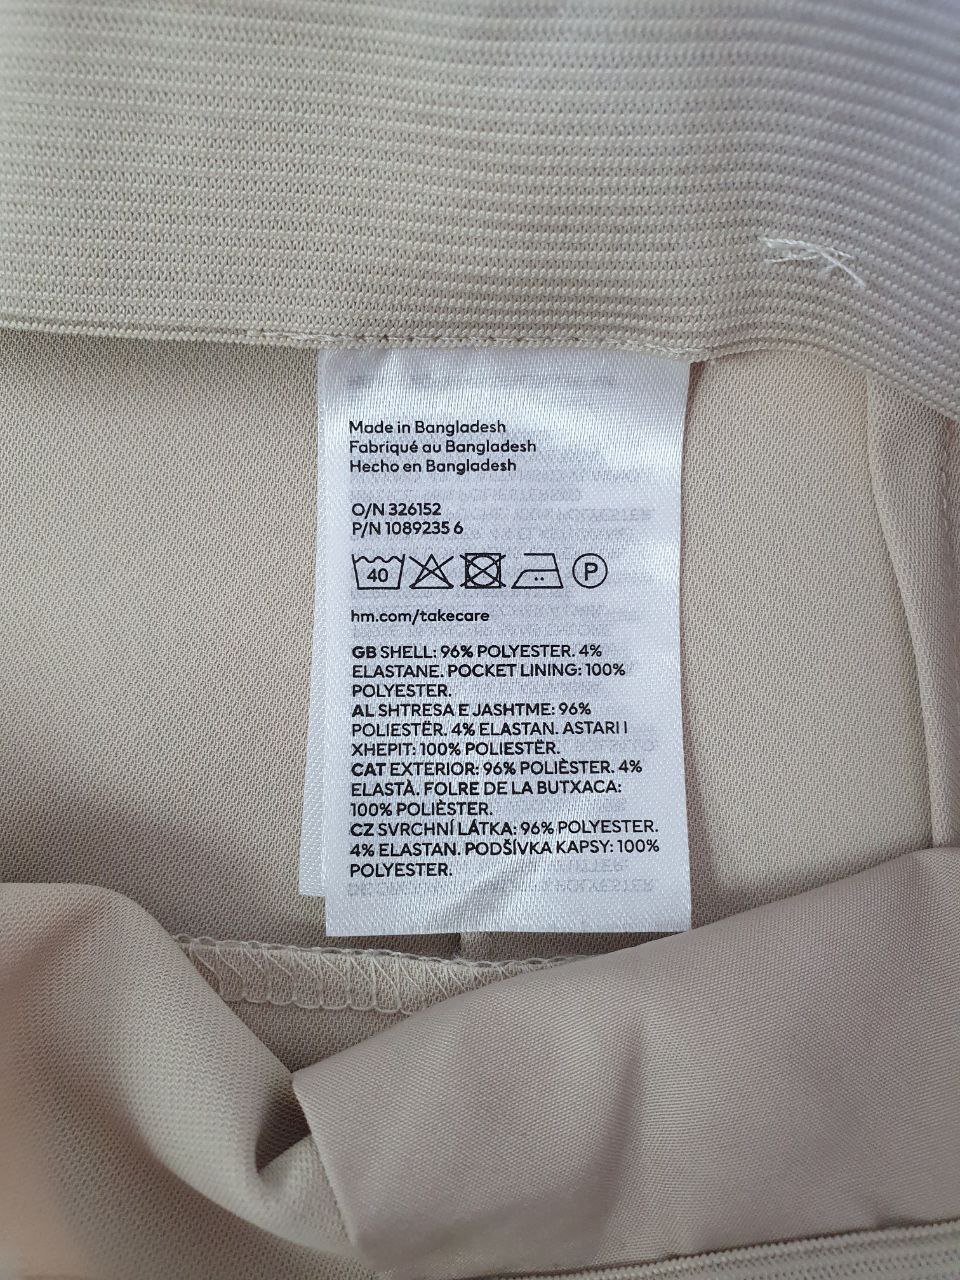 Made in Bangladesh
Fabriqué au Bangladesh
Hecho en Bangladesh
O/N 326152
P/N 1089235 6
40 P
hm.com/takecare
GB SHELL: 96% POLYESTER. 4%
ELASTANE. POCKET LINING: 100%
POLYESTER.
AL SHTRESA E JASHTME: 96%
POLIESTËR. 4% ELASTAN. ASTARI I
XHEPIT: 100% POLIESTËR.
CAT EXTERIOR: 96% POLIÈSTER. 4%
ELASTÀ. FOLRE DE LA BUTXACA:
100% POLIÈSTER.
CZ SVRCHNÍ LÁTKA: 96% POLYESTER.
4% ELASTAN. PODŠÍVKA KAPSY: 100%
POLYESTER.